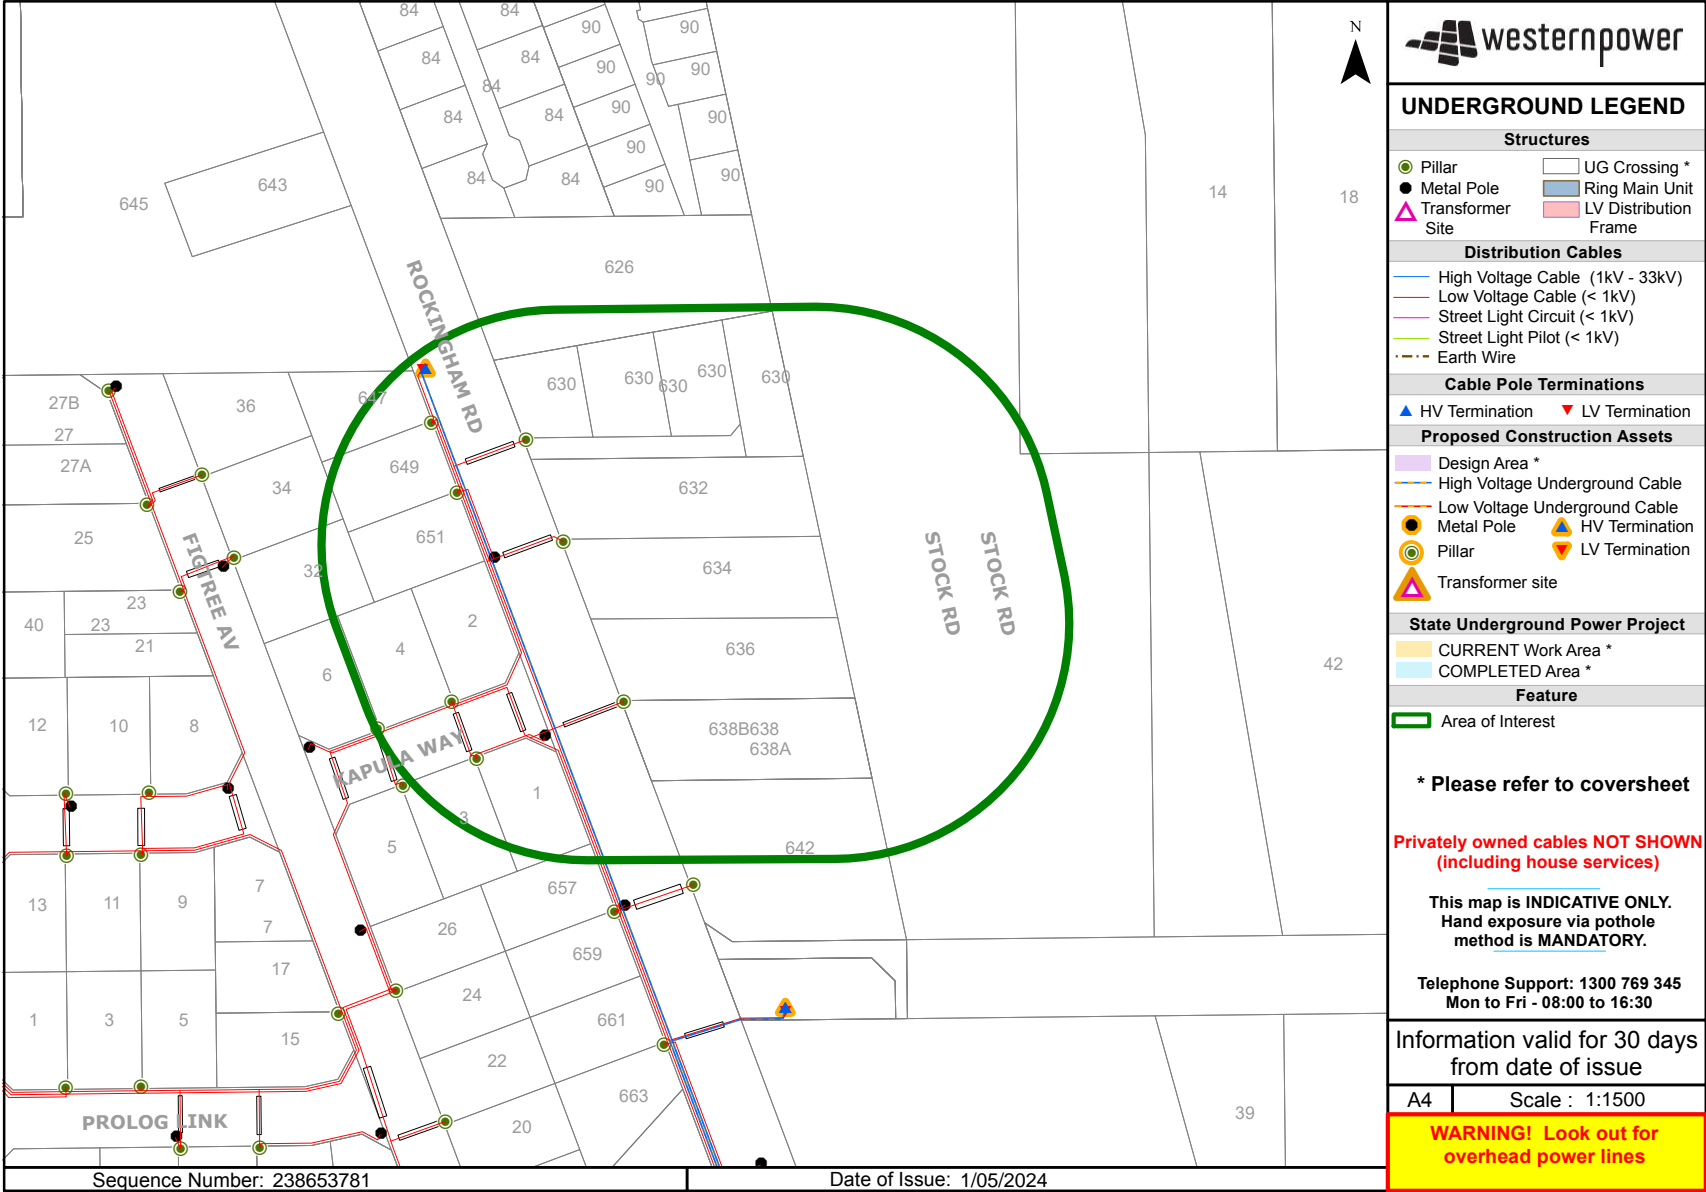 84
84
90
90
84
84
90
90
90
84
84
84
90
90
90
84
84
90
90
643
645
14
18
N
626
ROCKINGHAM RD
630
630
630
630
630
647
27B
27
27A
36
34
649
632
25
651
FIGTREE AV
32
634
STOCK RD
STOCK RD
23
23
21
40
2
4
6
636
42
12
10
8
638B638
638A
KAPULA WAY
1
3
5
642
13
11
9
7
7
657
26
659
17
24
661
1
3
5
15
22
663
20
39
PROLOG LINK
Sequence Number: 238653781
Date of Issue: 1/05/2024
westernpower
UNDERGROUND LEGEND
Structures
Pillar
UG Crossing *
Metal Pole
Ring Main Unit
Transformer
Site
LV Distribution
Frame
Distribution Cables
High Voltage Cable (1kV - 33kV)
Low Voltage Cable (< 1kV)
Street Light Circuit (< 1kV)
Street Light Pilot (< 1kV)
Earth Wire
Cable Pole Terminations
HV Termination
LV Termination
Proposed Construction Assets
Design Area *
High Voltage Underground Cable
Low Voltage Underground Cable
Metal Pole
HV Termination
Pillar
LV Termination
Transformer site
State Underground Power Project
CURRENT Work Area *
COMPLETED Area *
Feature
Area of Interest
* Please refer to coversheet
Privately owned cables NOT SHOWN
(including house services)
This map is INDICATIVE ONLY.
Hand exposure via pothole
method is MANDATORY.
Telephone Support: 1300 769 345
Mon to Fri - 08:00 to 16:30
Information valid for 30 days
from date of issue
A4
Scale : 1:1500
WARNING! Look out for
overhead power lines